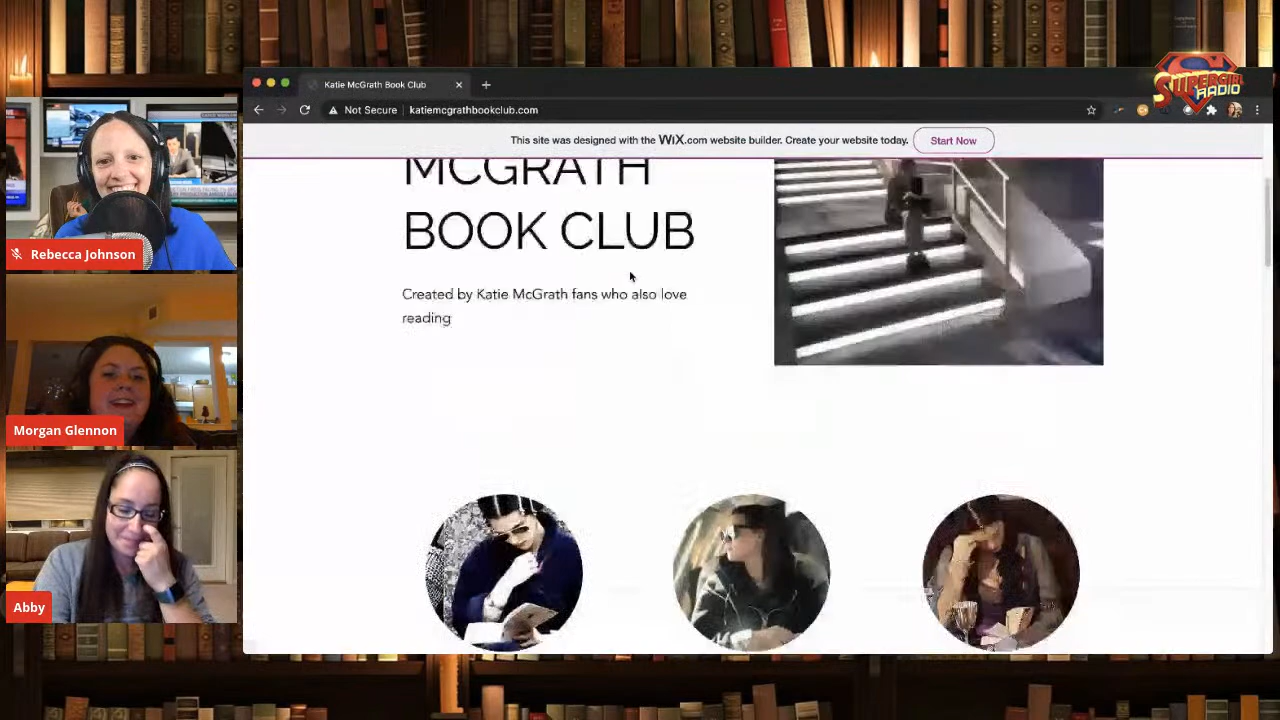 Katie McGrath Book Club
Not Secure
katiemcgrathbookclub.com
SUPERGIRL
RADIO
This site was designed with the WiX.com website builder. Create your website today.
Start Now
MCGRATH
BOOK CLUB
Created by Katie McGrath fans who also love
reading
Rebecca Johnson
Morgan Glennon
Abby